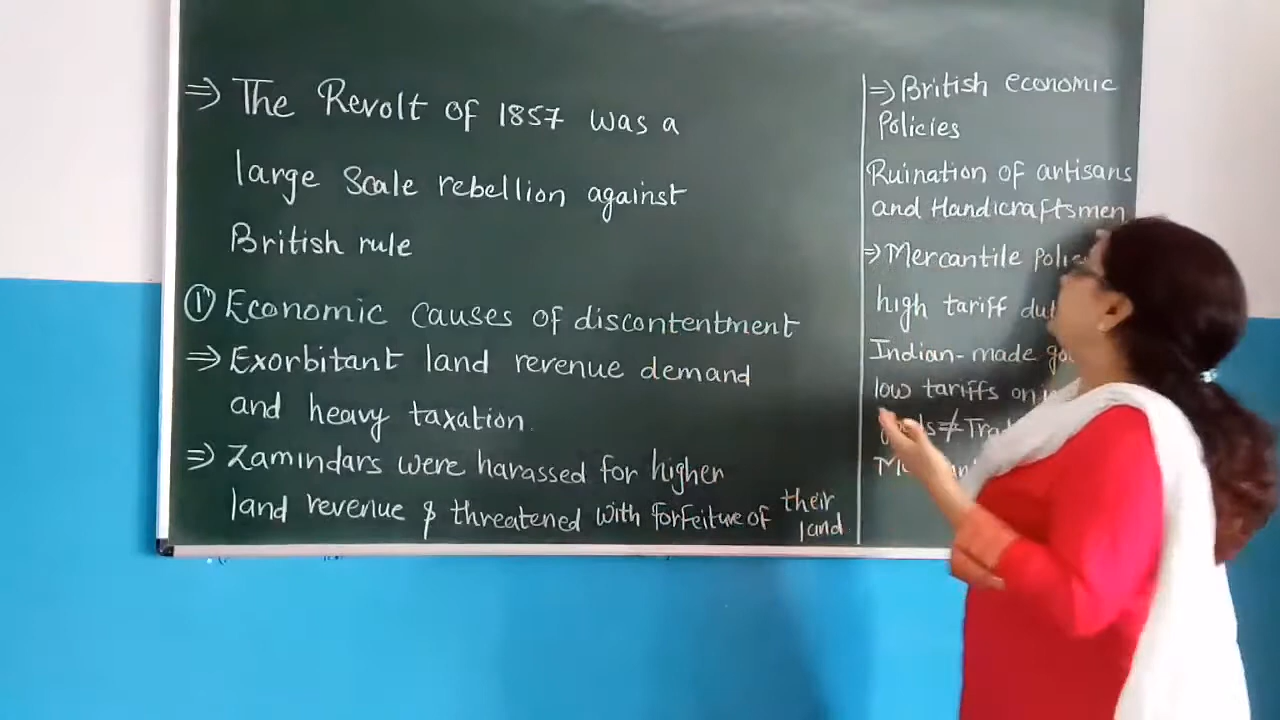 ⇒ The Revolt of 1857 was a
large scale rebellion against
British rule
① Economic causes of discontentment
⇒ Exorbitant land revenue demand
and heavy taxation.
⇒ Zamindars were harassed for higher
land revenue & threatened with forfeiture of their
land
⇒ British economic
Policies
Ruination of artisans
and Handicraftsmen
⇒ Mercantile
high tariff
Indian-made
low tariffs on